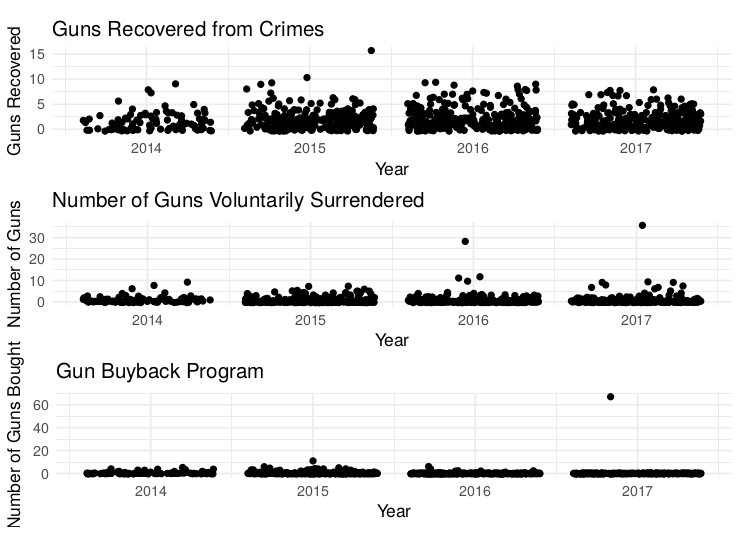 Guns Recovered from Crimes
Guns Recovered
15
10
5
0
2014 2015 2016 2017
Year
Number of Guns Voluntarily Surrendered
Number of Guns
30
20
10
0
2014 2015 2016 2017
Year
Gun Buyback Program
Number of Guns Bought
60
40
20
0
2014 2015 2016 2017
Year